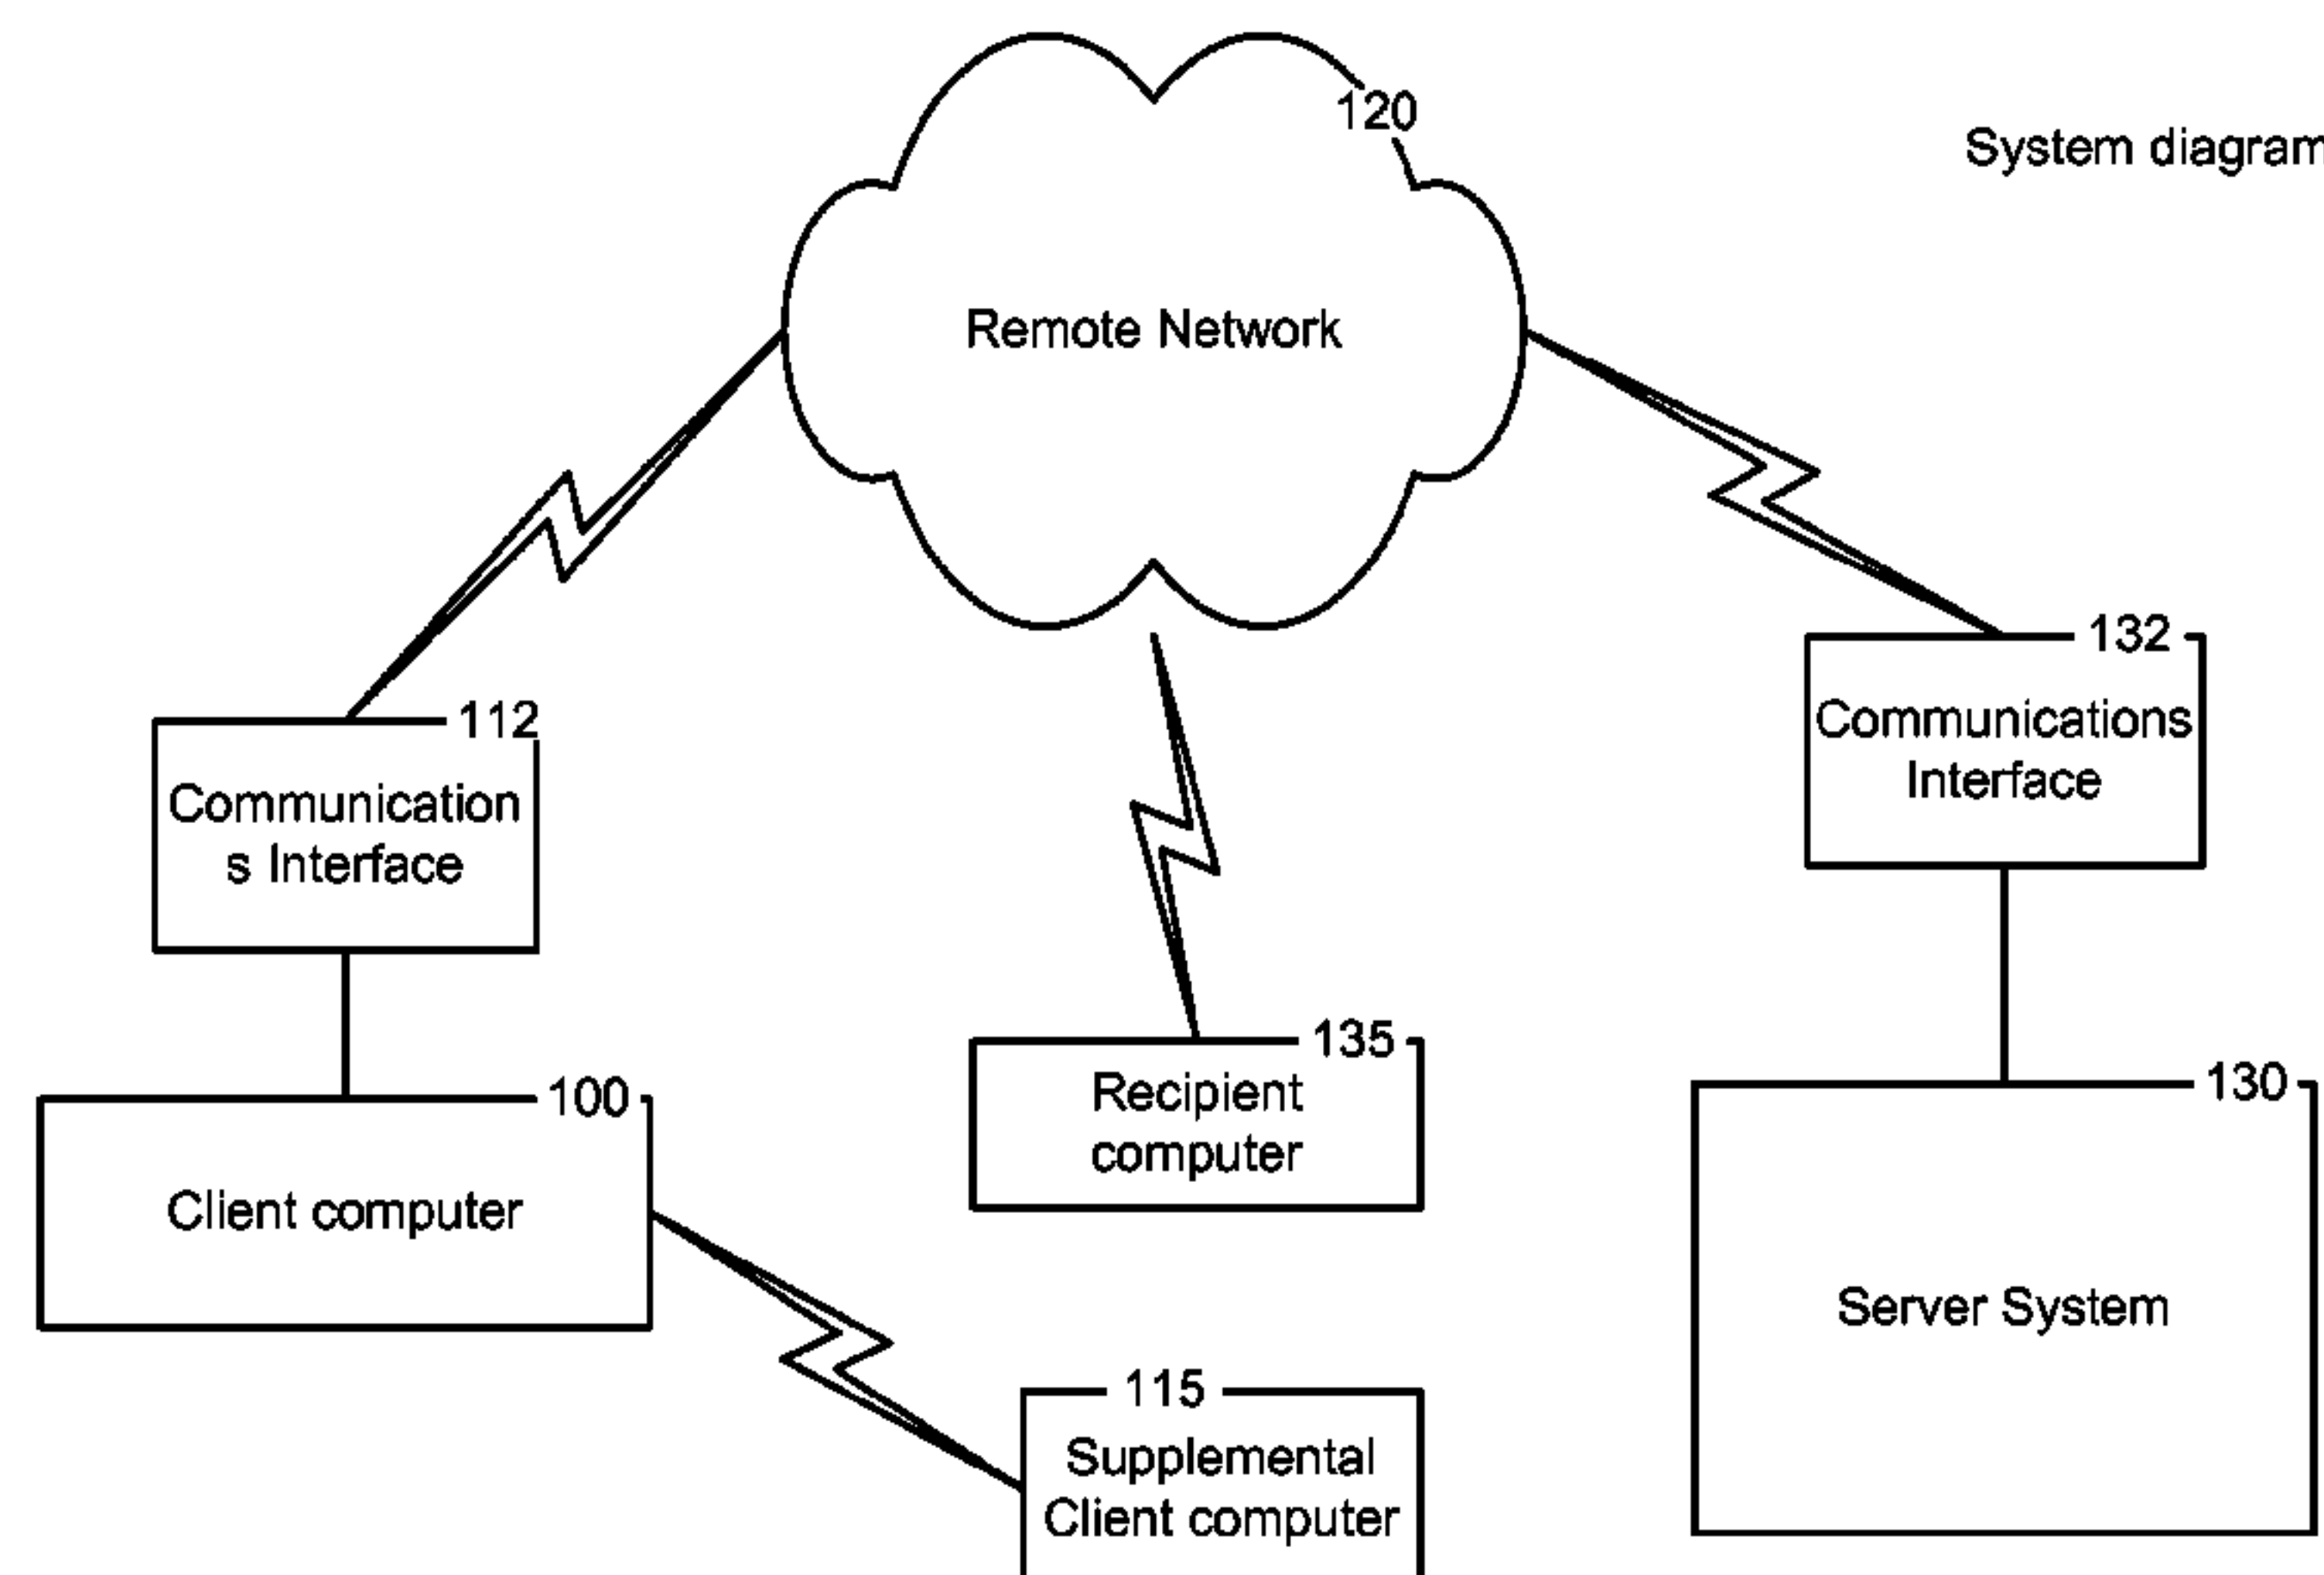 120
System diagram
Remote Network
132
Communications
Interface
112
Communication
s Interface
135
Recipient
computer
130
Server System
100
Client computer
115
Supplemental
Client computer